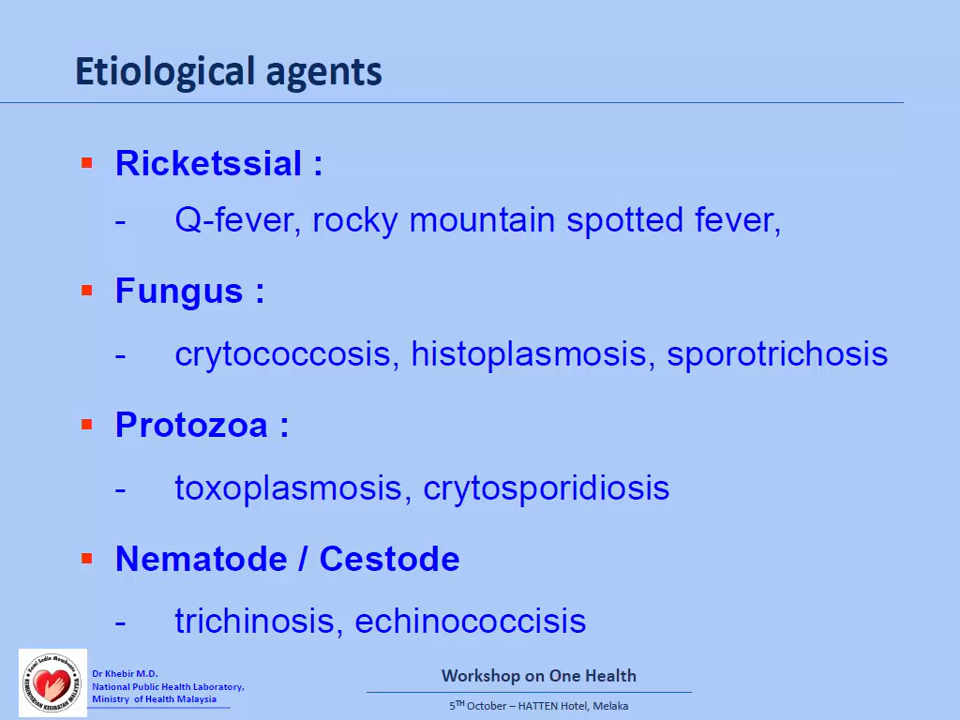 Etiological agents
▪ Ricketssial :
- Q-fever, rocky mountain spotted fever,
▪ Fungus :
- crytococcosis, histoplasmosis, sporotrichosis
▪ Protozoa :
- toxoplasmosis, crytosporidiosis
▪ Nematode / Cestode
- trichinosis, echinococcisis
Dr Khebir M.D.
National Public Health Laboratory,
Ministry of Health Malaysia
Workshop on One Health
5TH October – HATTEN Hotel, Melaka